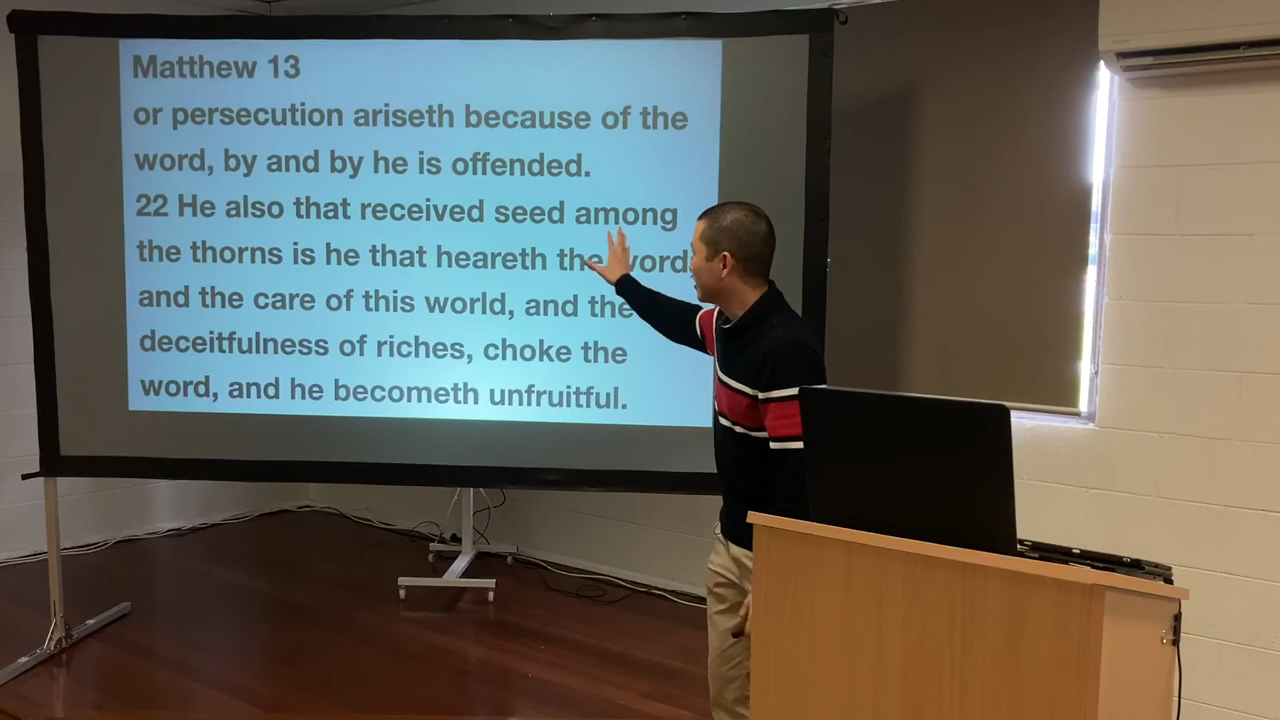 Matthew 13
or persecution ariseth because of the
word, by and by he is offended.
22 He also that received seed among
the thorns is he that heareth the word,
and the care of this world, and the
deceitfulness of riches, choke the
word, and he becometh unfruitful.